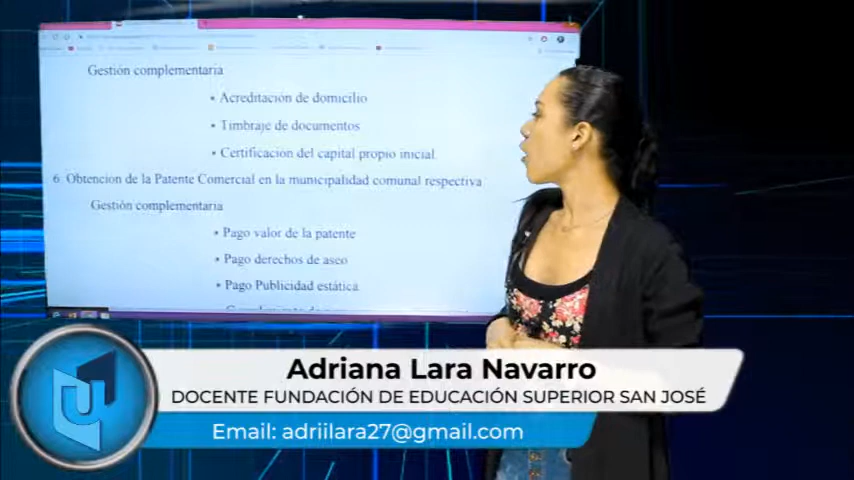 Gestión complementaria
• Acreditación de domicilio
• Timbraje de documentos
• Certificación del capital propio inicial
6. Obtencion de la Patente Comercial en la municipalidad comunal respectiva
Gestión complementaria
• Pago valor de la patente
• Pago derechos de aseo
• Pago Publicidad estática
Adriana Lara Navarro
DOCENTE FUNDACIÓN DE EDUCACIÓN SUPERIOR SAN JOSÉ
Email: adriilara27@gmail.com